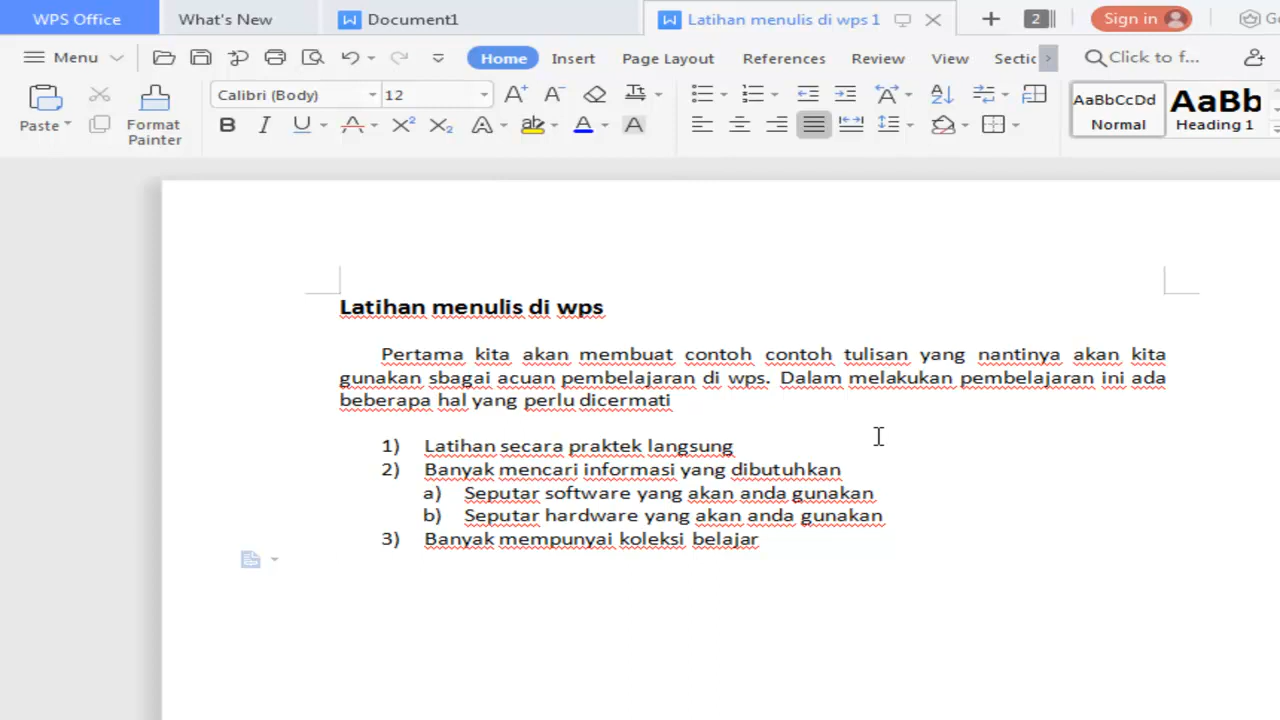 WPS Office What's New Document1 Latihan menulis di wps 1 2 Sign in
Menu Home Insert Page Layout References Review View Sectic Click to f...
Calibri (Body) 12 AaBbCcDd AaBb
Paste Format Painter Normal Heading 1
Latihan menulis di wps
Pertama kita akan membuat contoh contoh tulisan yang nantinya akan kita
gunakan sbagai acuan pembelajaran di wps. Dalam melakukan pembelajaran ini ada
beberapa hal yang perlu dicermati
1) Latihan secara praktek langsung
2) Banyak mencari informasi yang dibutuhkan
a) Seputar software yang akan anda gunakan
b) Seputar hardware yang akan anda gunakan
3) Banyak mempunyai koleksi belajar